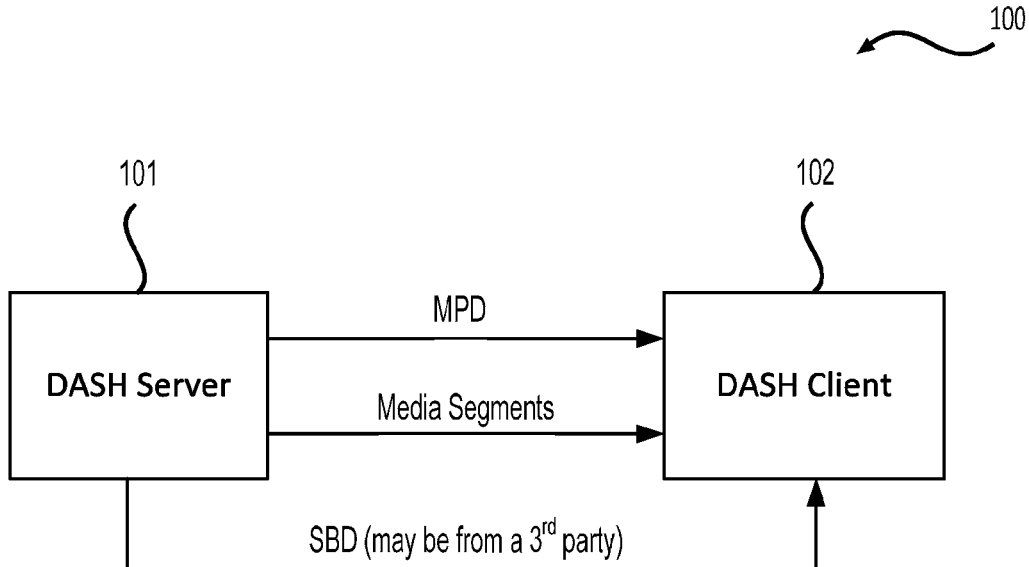 100
101
102
MPD
DASH Server
DASH Client
Media Segments
SBD (may be from a 3rd party)